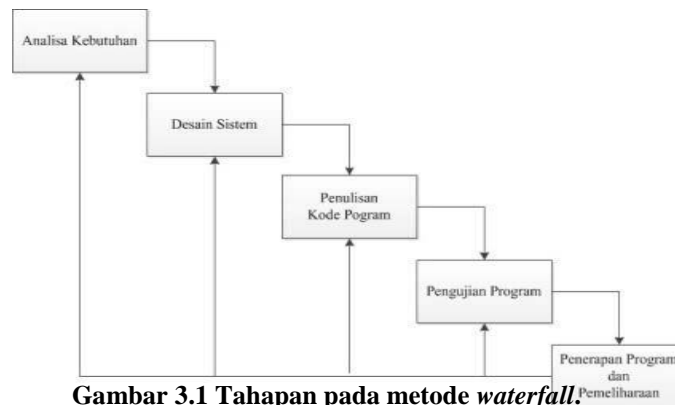 Analisa Kebutuhan
Desain Sistem
Penulisan
Kode Pogram
Pengujian Program
Penerapan Program
dan
Pemeliharaan
Gambar 3.1 Tahapan pada metode waterfall.